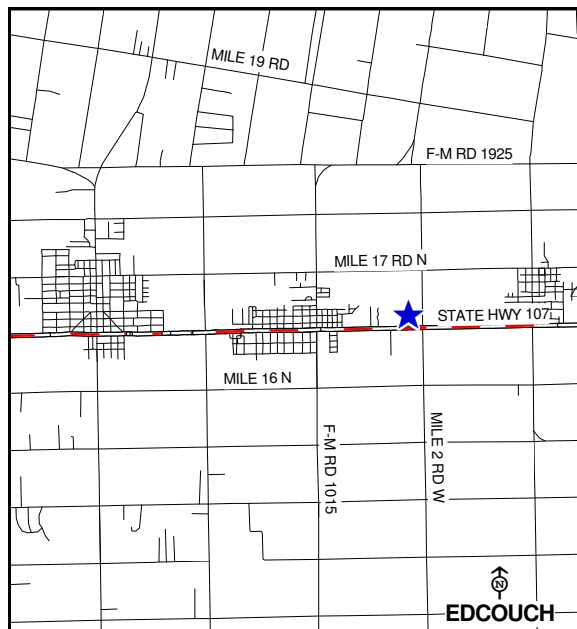 MILE 19 RD
F-M RD 1925
MILE 17 RD N
STATE HWY 107
MILE 16 N
F-M RD 1015
MILE 2 RD W
N
EDCOUCH